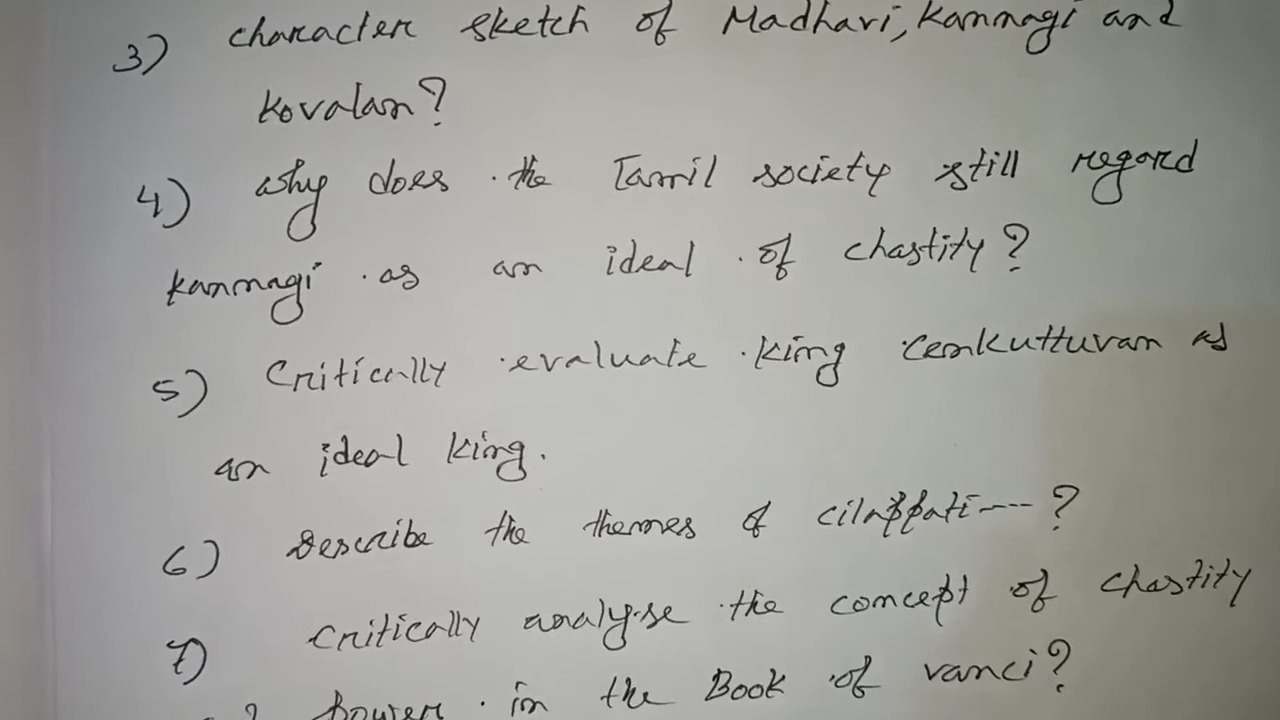 3) character sketch of Madhavi, Kannagi and
Kovalan?
4) why does the Tamil society still regard
Kannagi as an ideal of chastity?
5) Critically evaluate king Cenkuttuvan as
an ideal king.
6) Describe the themes of cilappati----?
7) critically analyse the concept of chastity
power in the Book of vanci?